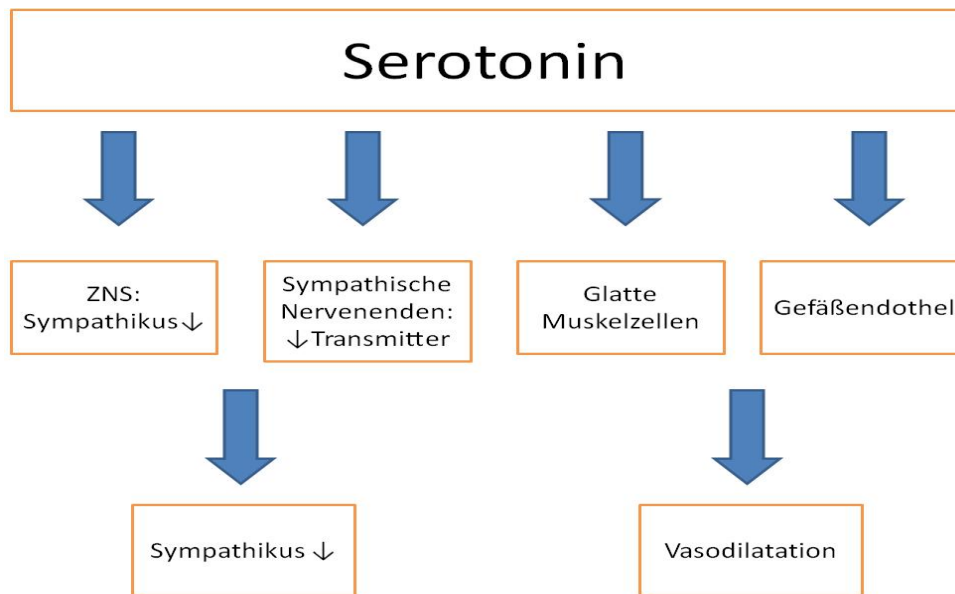 Serotonin
ZNS:
Sympathikus ↓
Sympathische
Nervenenden:
↓ Transmitter
Glatte
Muskelzellen
Gefäßendothel
Sympathikus ↓
Vasodilatation